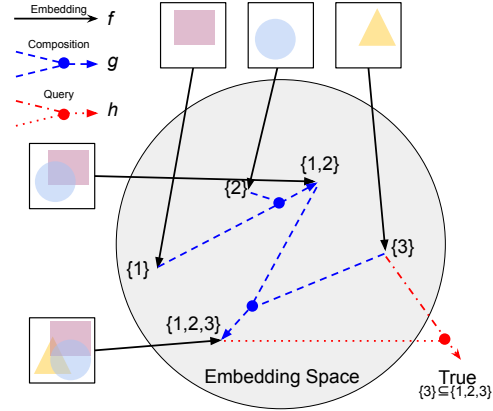 Embedding f
Composition g
Query h
{1,2}
{2}
{1}
{3}
{1,2,3}
Embedding Space
True
{3}⊆{1,2,3}